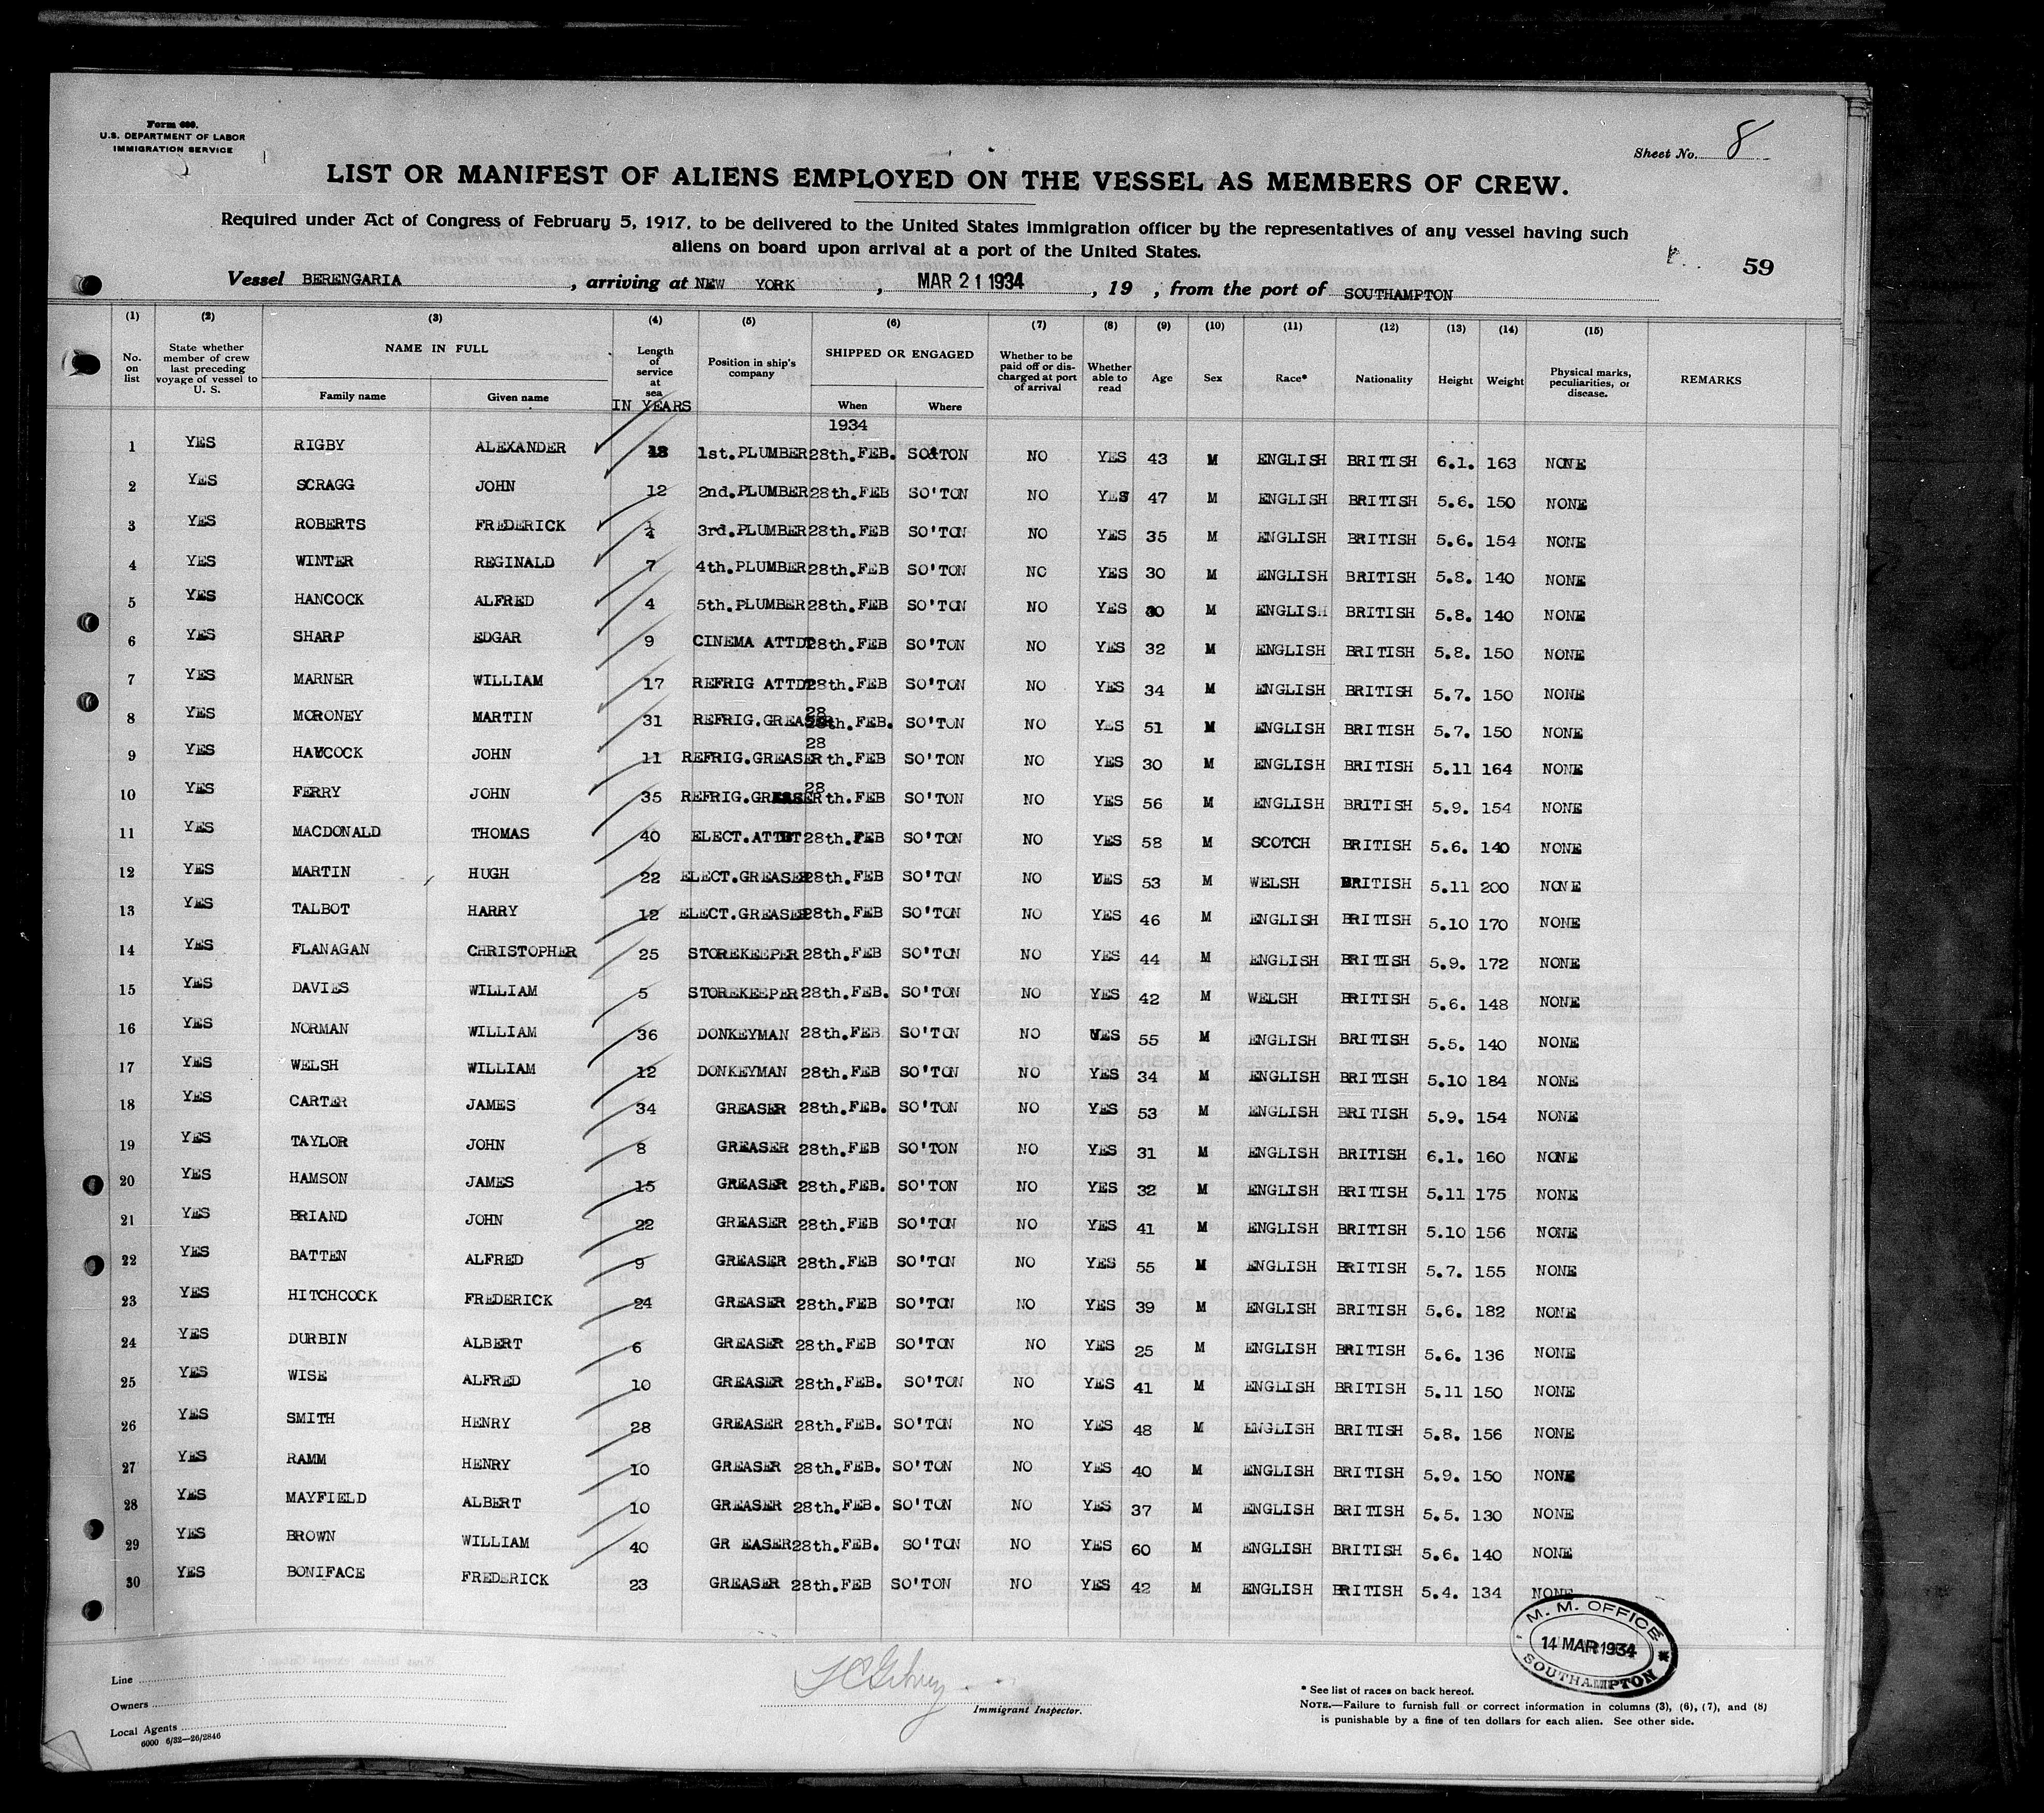 Form 680.
U.S. DEPARTMENT OF LABOR
IMMIGRATION SERVICE
Sheet No. 8
LIST OR MANIFEST OF ALIENS EMPLOYED ON THE VESSEL AS MEMBERS OF CREW.
Required under Act of Congress of February 5, 1917, to be delivered to the United States immigration officer by the representatives of any vessel having such
aliens on board upon arrival at a port of the United States.
59
Vessel BERENGARIA, arriving at NEW YORK, MAR 21 1934, 19 , from the port of SOUTHAMPTON
(1) (2) (3) (4) (5) (6) (7) (8) (9) (10) (11) (12) (13) (14) (15)
No. on list State whether member of crew last preceding voyage of vessel to U. S. NAME IN FULL Family name Given name Length of service at sea IN YEARS Position in ship's company SHIPPED OR ENGAGED When Where Whether to be paid off or discharged at port of arrival Whether able to read Age Sex Race* Nationality Height Weight Physical marks, peculiarities, or disease. REMARKS
1934
1 YES RIGBY ALEXANDER 1st.PLUMBER 28th.FEB. SO&TON NO YES 43 M ENGLISH BRITISH 6.1. 163 NONE
2 YES SCRAGG JOHN 12 2nd.PLUMBER 28th.FEB SO'TON NO YES 47 M ENGLISH BRITISH 5.6. 150 NONE
3 YES ROBERTS FREDERICK 1/4 3rd.PLUMBER 28th.FEB SO'TON NO YES 35 M ENGLISH BRITISH 5.6. 154 NONE
4 YES WINTER REGINALD 7 4th.PLUMBER 28th.FEB SO'TON NO YES 30 M ENGLISH BRITISH 5.8. 140 NONE
5 YES HANCOCK ALFRED 4 5th.PLUMBER 28th.FEB SO'TON NO YES 30 M ENGLISH BRITISH 5.8. 140 NONE
6 YES SHARP EDGAR 9 CINEMA ATTDT 28th.FEB SO'TON NO YES 32 M ENGLISH BRITISH 5.8. 150 NONE
7 YES MARNER WILLIAM 17 REFRIG ATTDT 28th.FEB SO'TON NO YES 34 M ENGLISH BRITISH 5.7. 150 NONE
8 YES MORONEY MARTIN 31 REFRIG.GREASER 28th.FEB. SO'TON NO YES 51 M ENGLISH BRITISH 5.7. 150 NONE
9 YES HAWCOCK JOHN 11 REFRIG.GREASER 28th.FEB SO'TON NO YES 30 M ENGLISH BRITISH 5.11 164 NONE
10 YES FERRY JOHN 35 REFRIG.GREASER 28th.FEB SO'TON NO YES 56 M ENGLISH BRITISH 5.9. 154 NONE
11 YES MACDONALD THOMAS 40 ELECT.ATTDT 28th.FEB SO'TON NO YES 58 M SCOTCH BRITISH 5.6. 140 NONE
12 YES MARTIN HUGH 22 ELECT.GREASER 28th.FEB SO'TON NO YES 53 M WELSH BRITISH 5.11 200 NONE
13 YES TALBOT HARRY 12 ELECT.GREASER 28th.FEB SO'TON NO YES 46 M ENGLISH BRITISH 5.10 170 NONE
14 YES FLANAGAN CHRISTOPHER 25 STOREKEEPER 28th.FEB SO'TON NO YES 44 M ENGLISH BRITISH 5.9. 172 NONE
15 YES DAVIES WILLIAM 5 STOREKEEPER 28th.FEB. SO'TON NO YES 42 M WELSH BRITISH 5.6. 148 NONE
16 YES NORMAN WILLIAM 36 DONKEYMAN 28th.FEB SO'TON NO YES 55 M ENGLISH BRITISH 5.5. 140 NONE
17 YES WELSH WILLIAM 12 DONKEYMAN 28th.FEB SO'TON NO YES 34 M ENGLISH BRITISH 5.10 184 NONE
18 YES CARTER JAMES 34 GREASER 28th.FEB. SO'TON NO YES 53 M ENGLISH BRITISH 5.9. 154 NONE
19 YES TAYLOR JOHN 8 GREASER 28th.FEB SO'TON NO YES 31 M ENGLISH BRITISH 6.1. 160 NONE
20 YES HAMSON JAMES 15 GREASER 28th.FEB. SO'TON NO YES 32 M ENGLISH BRITISH 5.11 175 NONE
21 YES BRIAND JOHN 22 GREASER 28th.FEB SO'TON NO YES 41 M ENGLISH BRITISH 5.10 156 NONE
22 YES BATTEN ALFRED 9 GREASER 28th.FEB SO'TON NO YES 55 M ENGLISH BRITISH 5.7. 155 NONE
23 YES HITCHCOCK FREDERICK 24 GREASER 28th.FEB SO'TON NO YES 39 M ENGLISH BRITISH 5.6. 182 NONE
24 YES DURBIN ALBERT 6 GREASER 28th.FEB SO'TON NO YES 25 M ENGLISH BRITISH 5.6. 136 NONE
25 YES WISE ALFRED 10 GREASER 28th.FEB. SO'TON NO YES 41 M ENGLISH BRITISH 5.11 150 NONE
26 YES SMITH HENRY 28 GREASER 28th.FEB. SO'TON NO YES 48 M ENGLISH BRITISH 5.8. 156 NONE
27 YES RAMM HENRY 10 GREASER 28th.FEB. SO'TON NO YES 40 M ENGLISH BRITISH 5.9. 150 NONE
28 YES MAYFIELD ALBERT 10 GREASER 28th.FEB. SO'TON NO YES 37 M ENGLISH BRITISH 5.5. 130 NONE
29 YES BROWN WILLIAM 40 GR EASER 28th.FEB. SO'TON NO YES 60 M ENGLISH BRITISH 5.6. 140 NONE
30 YES BONIFACE FREDERICK 23 GREASER 28th.FEB SO'TON NO YES 42 M ENGLISH BRITISH 5.4. 134 NONE
M. M. OFFICE
14 MAR 1934
SOUTHAMPTON
Line
Owners
Local Agents
6000 6/32—26/2846
Immigrant Inspector.
* See list of races on back hereof.
NOTE.—Failure to furnish full or correct information in columns (3), (6), (7), and (8)
is punishable by a fine of ten dollars for each alien. See other side.